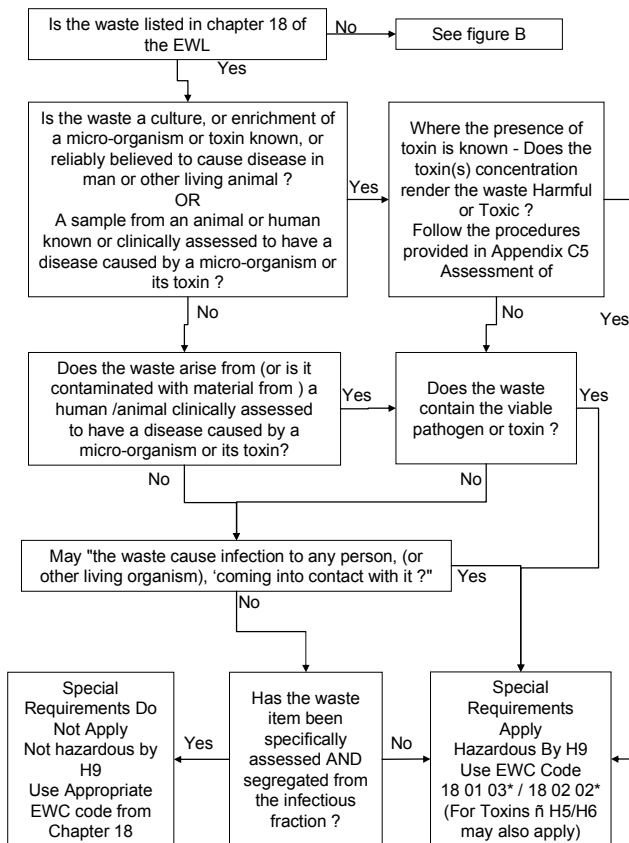 Is the waste listed in chapter 18 of
the EWL
No
See figure B
Yes
Is the waste a culture, or enrichment of
a micro-organism or toxin known, or
reliably believed to cause disease in
man or other living animal ?
OR
A sample from an animal or human
known or clinically assessed to have a
disease caused by a micro-organism or
its toxin ?
Yes
Where the presence of
toxin is known - Does the
toxin(s) concentration
render the waste Harmful
or Toxic ?
Follow the procedures
provided in Appendix C5
Assessment of
No
No
Yes
Does the waste arise from (or is it
contaminated with material from ) a
human /animal clinically assessed
to have a disease caused by a
micro-organism or its toxin?
Yes
Does the waste
contain the viable
pathogen or toxin ?
Yes
No
No
May "the waste cause infection to any person, (or
other living organism), ‘coming into contact with it ?"
Yes
No
Special
Requirements Do
Not Apply
Not hazardous by
H9
Use Appropriate
EWC code from
Chapter 18
Yes
Has the waste
item been
specifically
assessed AND
segregated from
the infectious
fraction ?
No
Special
Requirements
Apply
Hazardous By H9
Use EWC Code
18 01 03* / 18 02 02*
(For Toxins ñ H5/H6
may also apply)